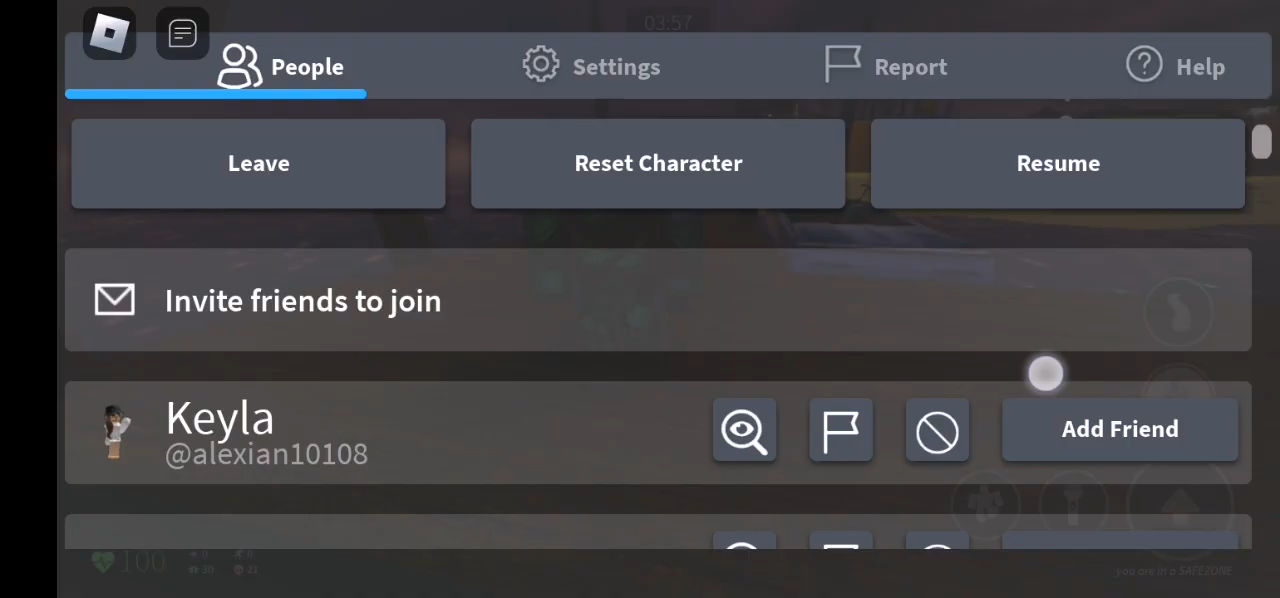 03:57
People
Settings
Report
Help
Leave
Reset Character
Resume
Invite friends to join
Keyla
@alexian10108
Add Friend
100
you are in a SAFEZONE